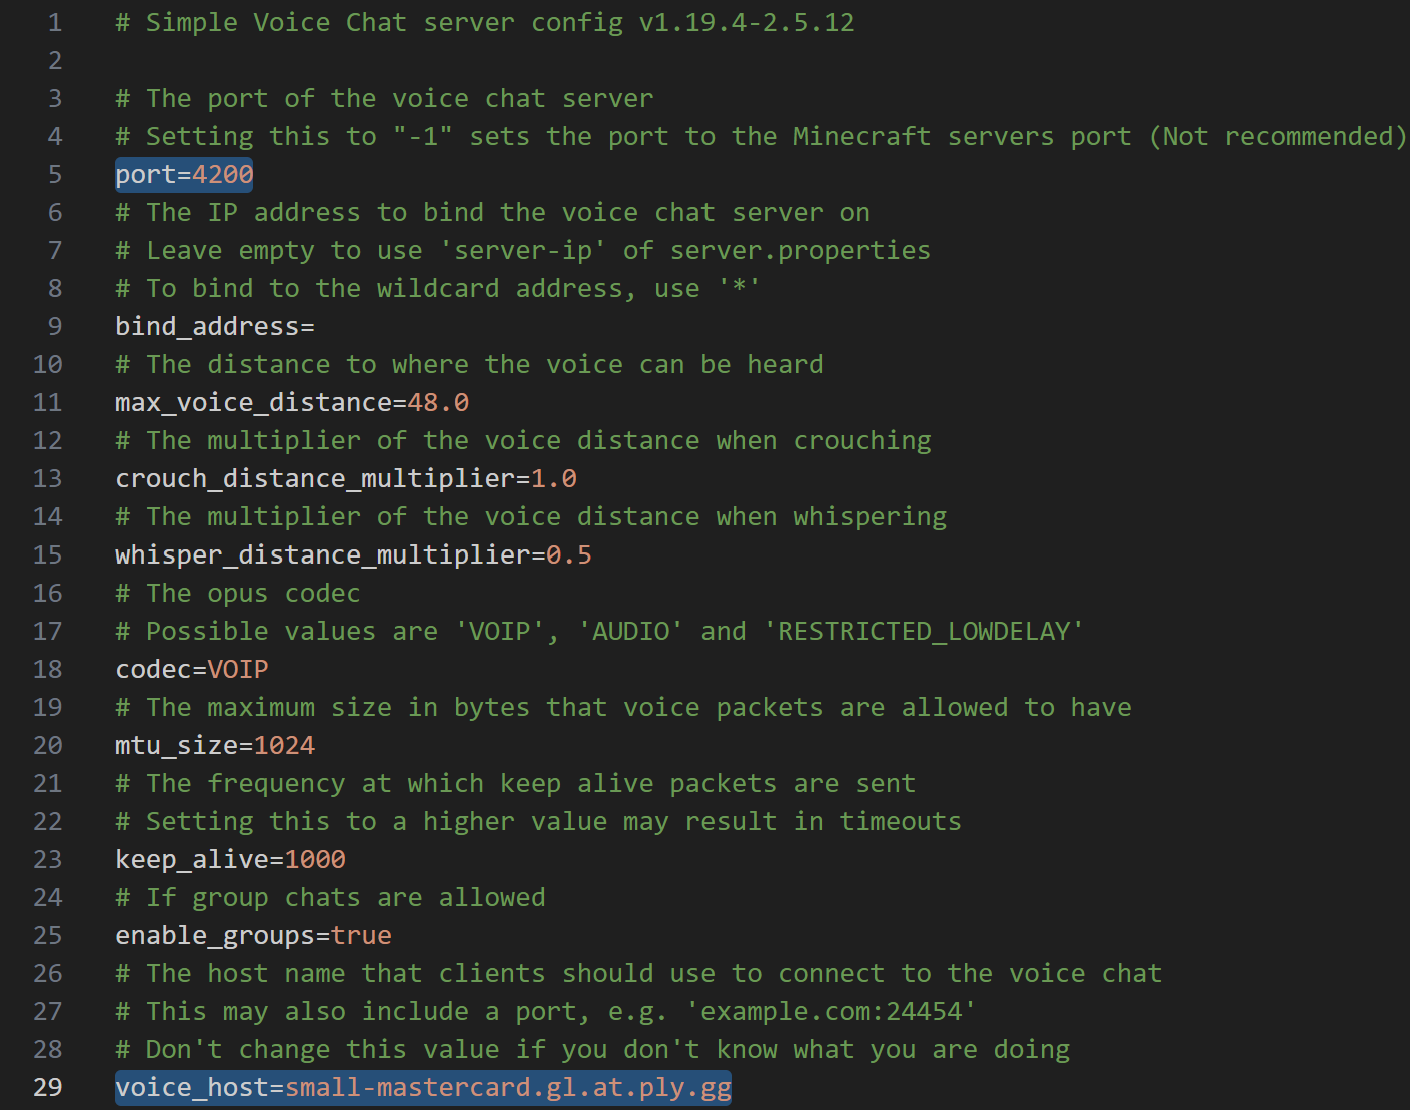 1 # Simple Voice Chat server config v1.19.4-2.5.12
2
3 # The port of the voice chat server
4 # Setting this to "-1" sets the port to the Minecraft servers port (Not recommended)
5 port=4200
6 # The IP address to bind the voice chat server on
7 # Leave empty to use 'server-ip' of server.properties
8 # To bind to the wildcard address, use '*'
9 bind_address=
10 # The distance to where the voice can be heard
11 max_voice_distance=48.0
12 # The multiplier of the voice distance when crouching
13 crouch_distance_multiplier=1.0
14 # The multiplier of the voice distance when whispering
15 whisper_distance_multiplier=0.5
16 # The opus codec
17 # Possible values are 'VOIP', 'AUDIO' and 'RESTRICTED_LOWDELAY'
18 codec=VOIP
19 # The maximum size in bytes that voice packets are allowed to have
20 mtu_size=1024
21 # The frequency at which keep alive packets are sent
22 # Setting this to a higher value may result in timeouts
23 keep_alive=1000
24 # If group chats are allowed
25 enable_groups=true
26 # The host name that clients should use to connect to the voice chat
27 # This may also include a port, e.g. 'example.com:24454'
28 # Don't change this value if you don't know what you are doing
29 voice_host=small-mastercard.gl.at.ply.gg